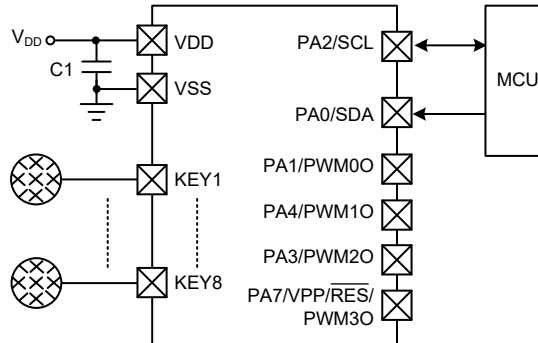 V_DD
VDD
C1
VSS
KEY1
KEY8
PA2/SCL
PA0/SDA
PA1/PWM0O
PA4/PWM1O
PA3/PWM2O
PA7/VPP/RES/
PWM3O
MCU